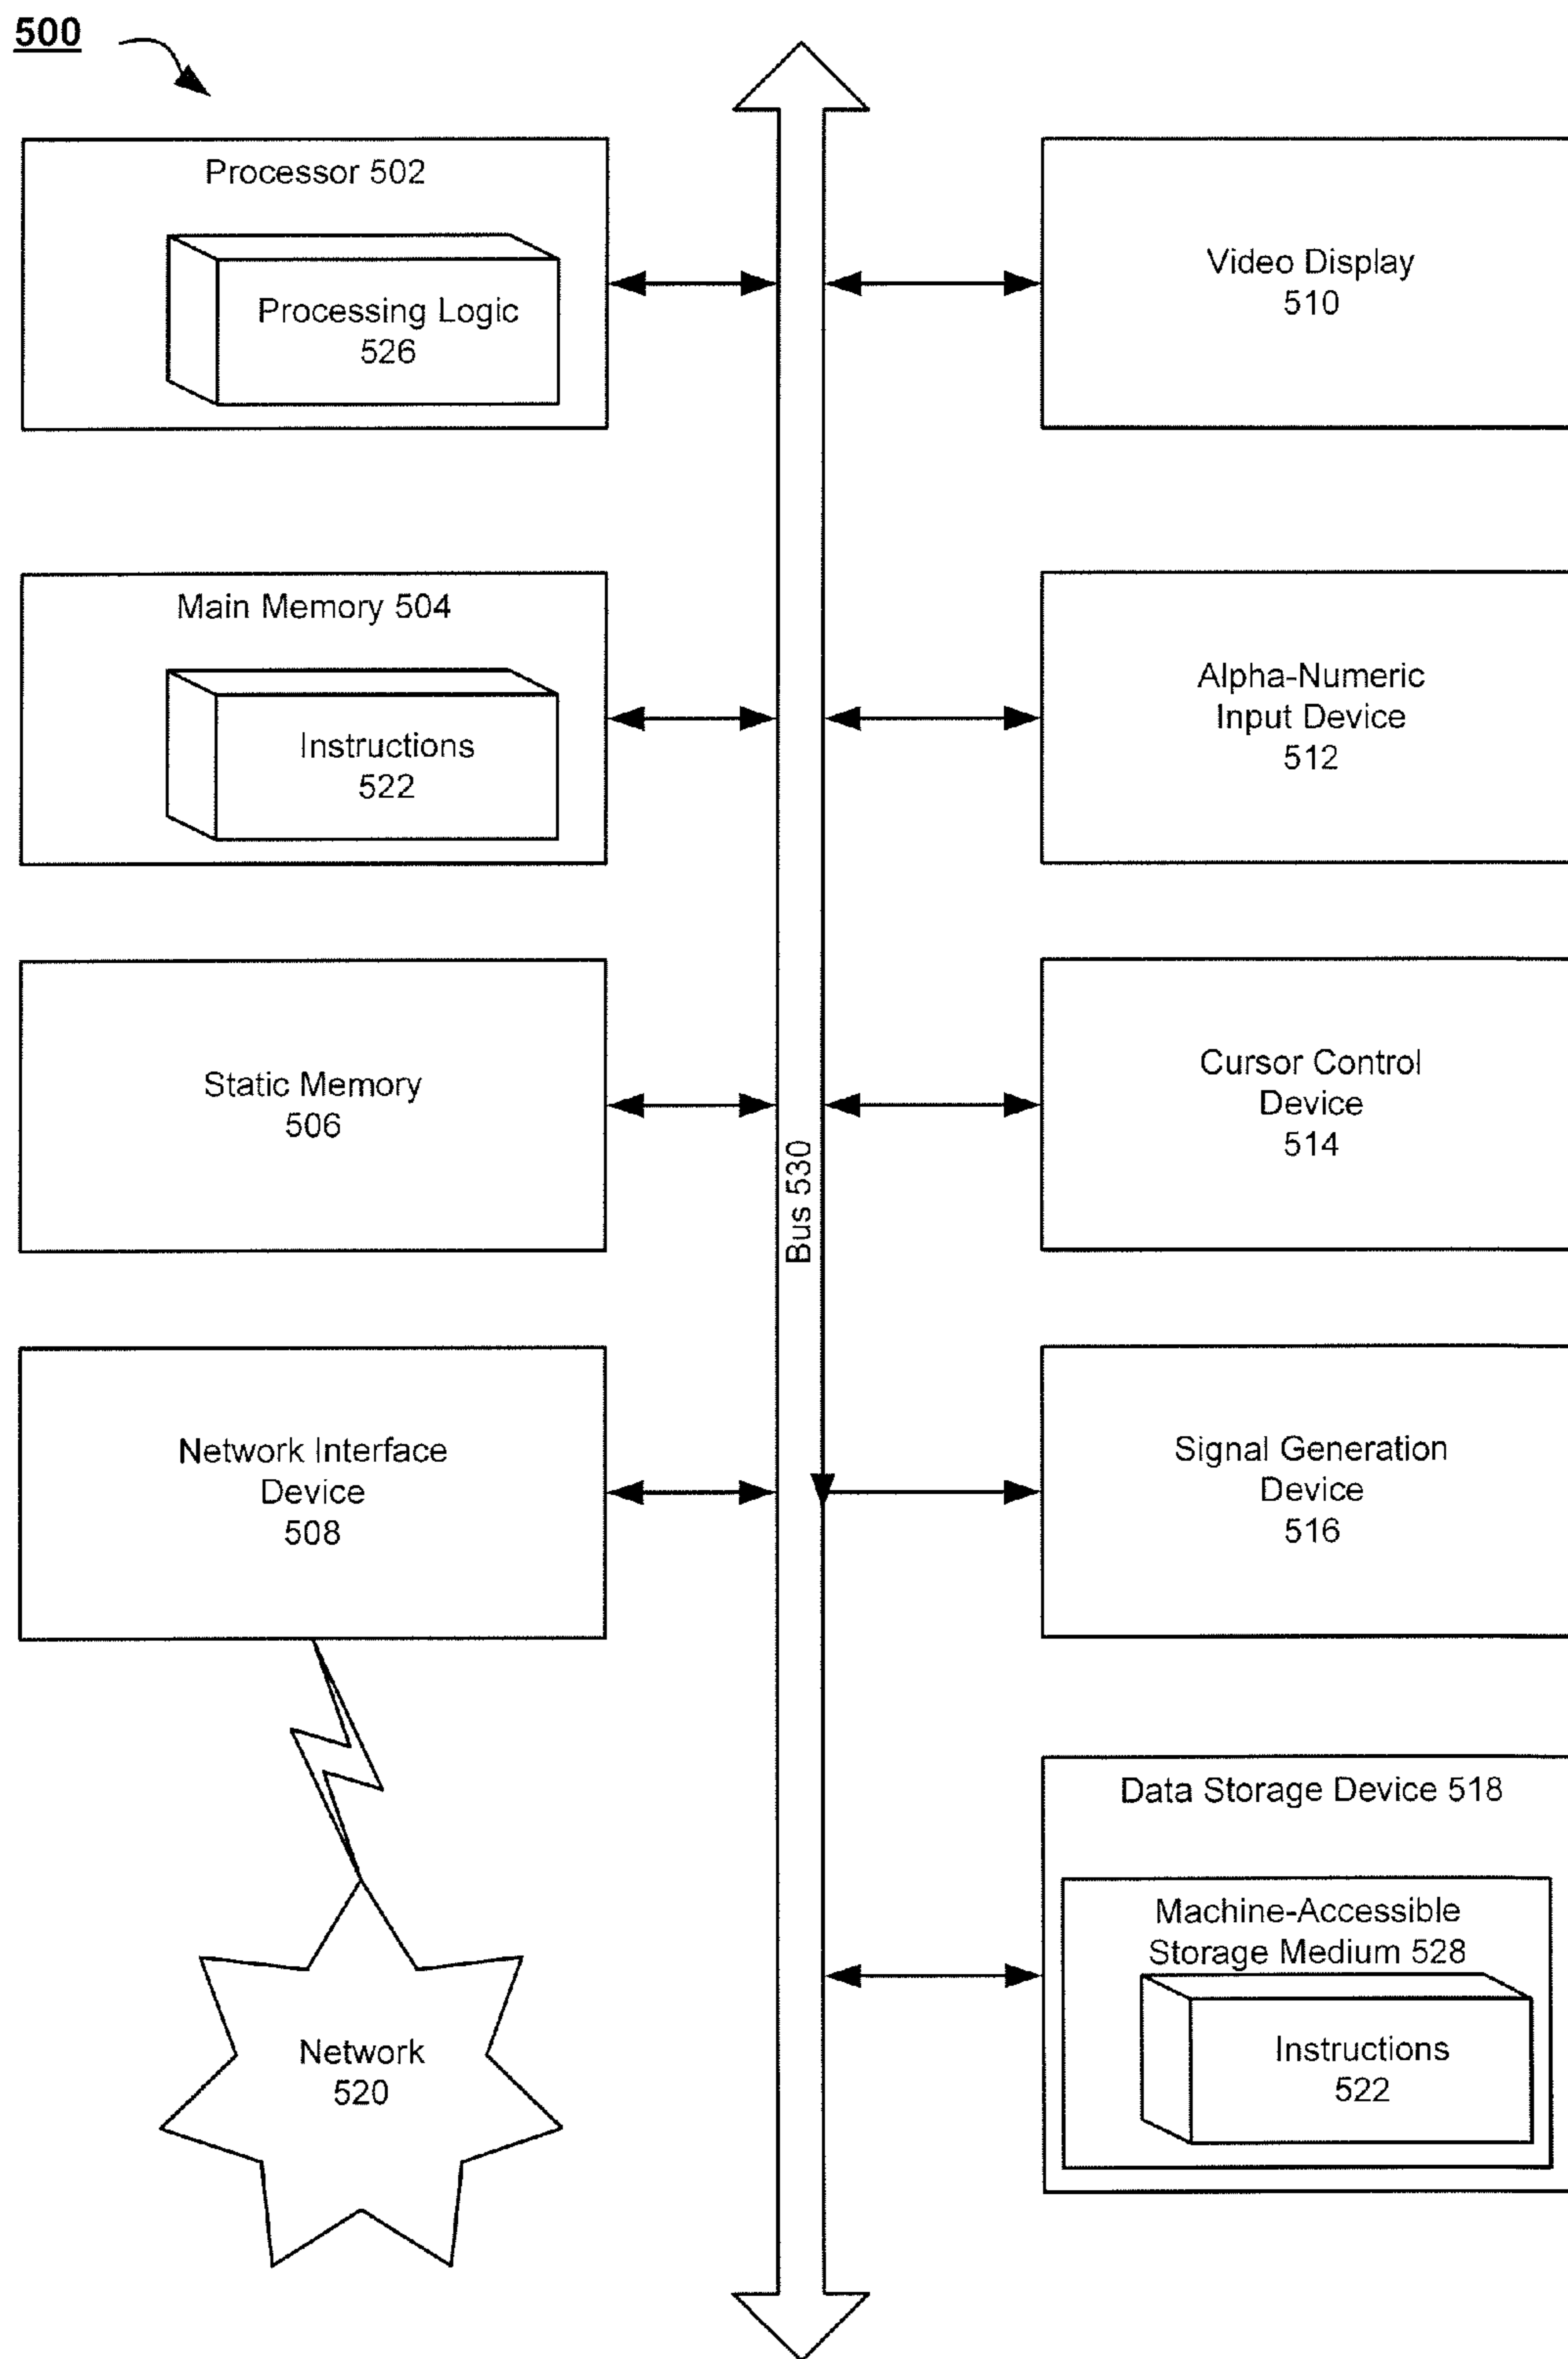 500
Processor 502
Processing Logic
526
Video Display
510
Main Memory 504
Instructions
522
Alpha-Numeric
Input Device
512
Static Memory
506
Cursor Control
Device
514
Bus 530
Network Interface
Device
508
Signal Generation
Device
516
Data Storage Device 518
Machine-Accessible
Storage Medium 528
Instructions
522
Network
520